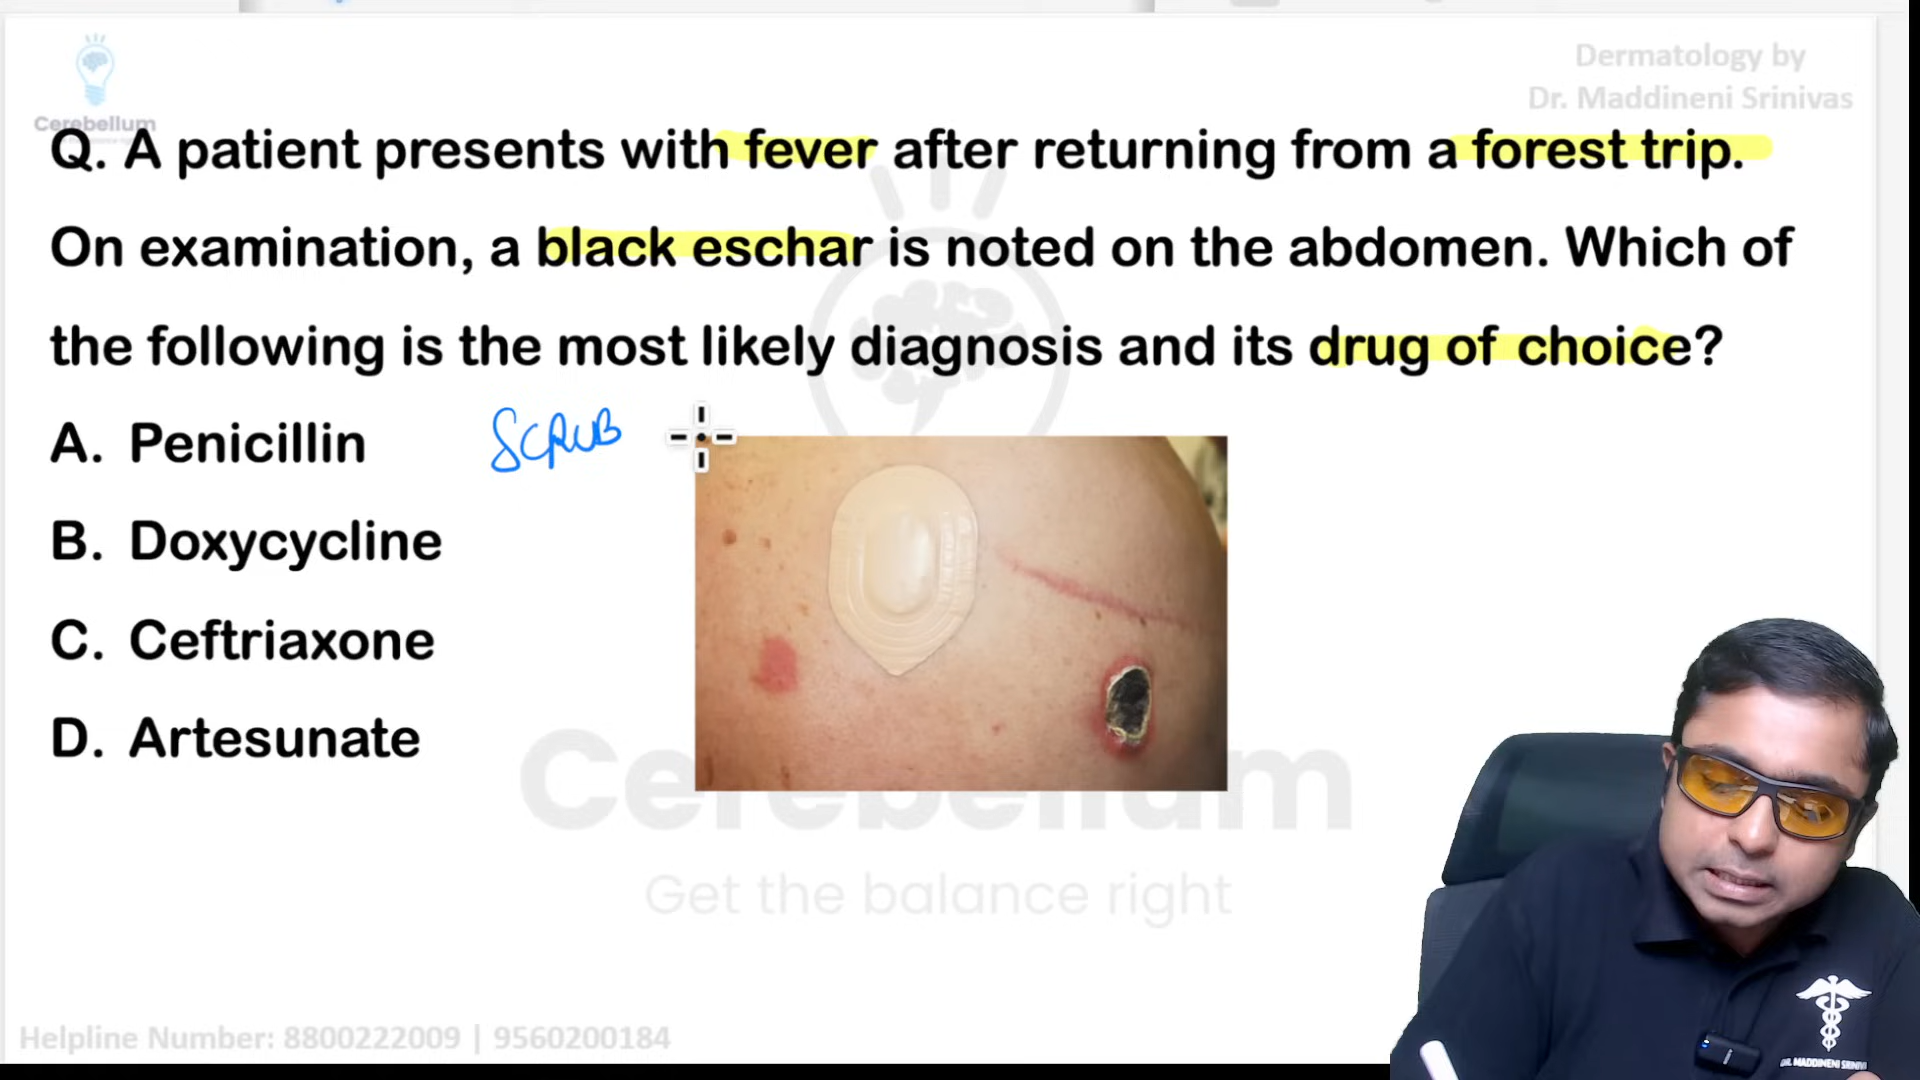 Dermatology by
Dr. Maddineni Srinivas
Cerebellum
Q. A patient presents with fever after returning from a forest trip.
On examination, a black eschar is noted on the abdomen. Which of
the following is the most likely diagnosis and its drug of choice?
A. Penicillin
SCRUB
B. Doxycycline
C. Ceftriaxone
D. Artesunate
Cerebellum
Get the balance right
Helpline Number: 8800222009 | 9560200184